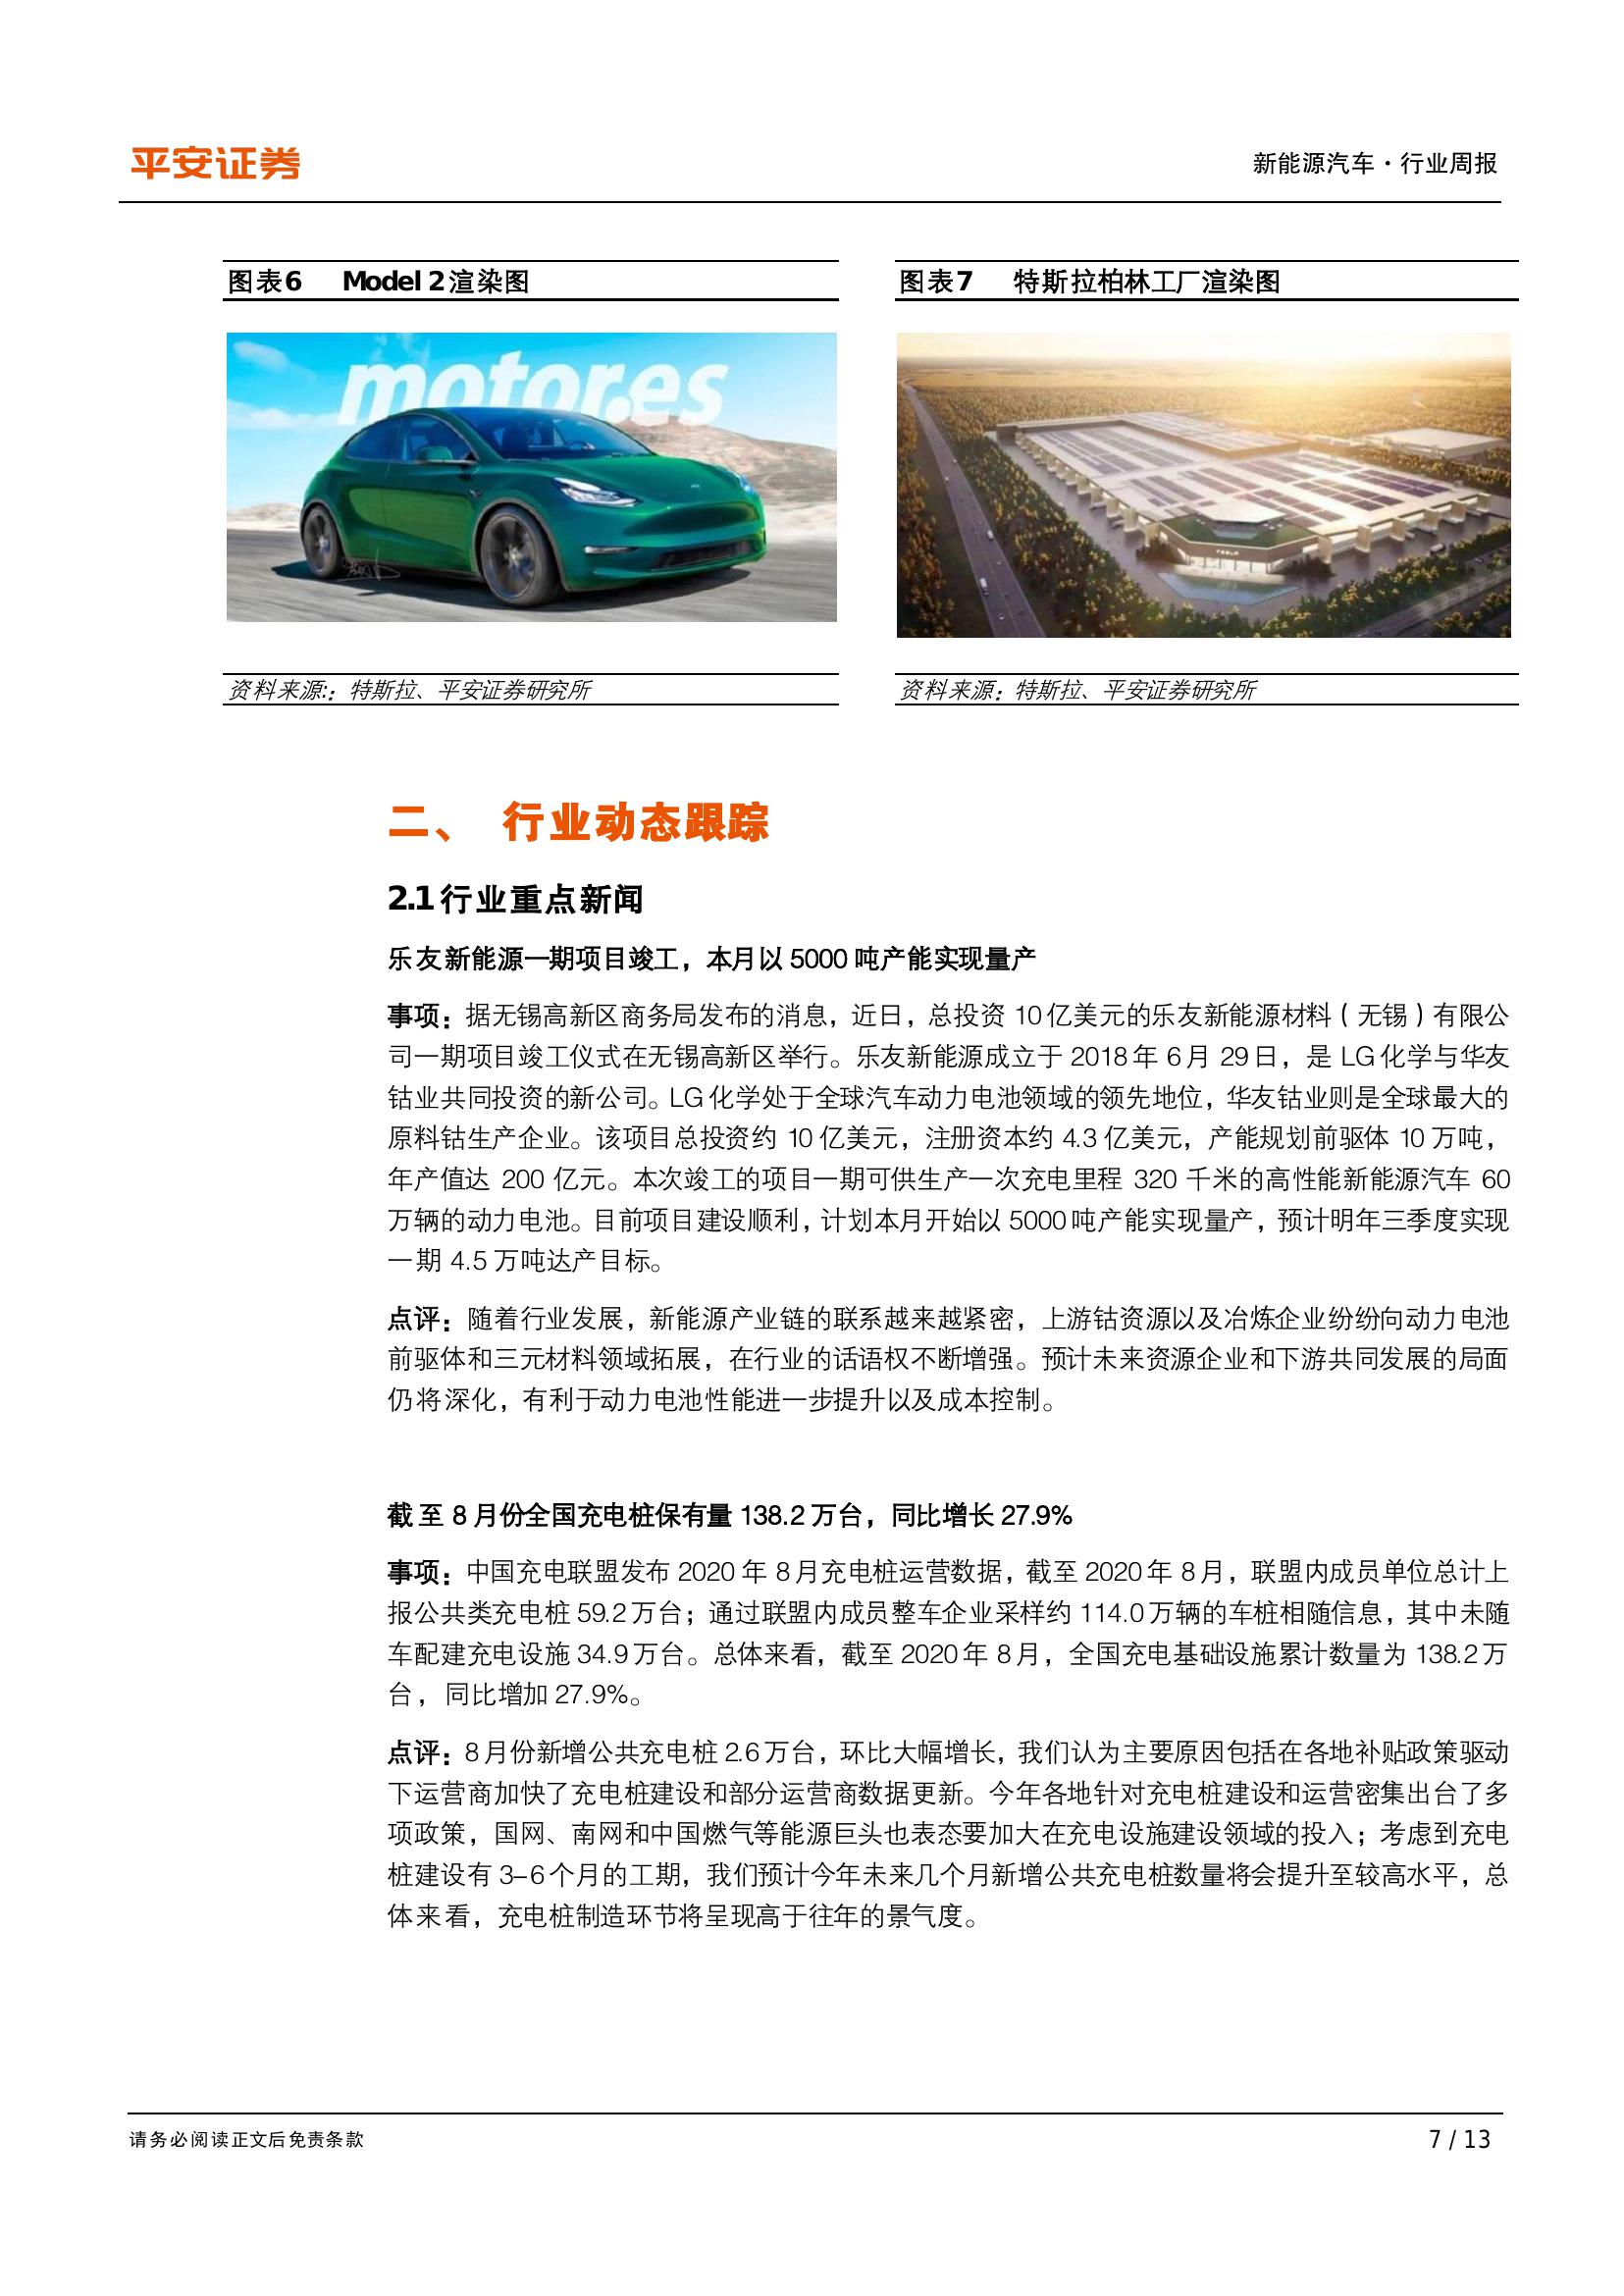 平安证券
新能源汽车·行业周报
图表6 Model 2渲染图
图表7 特斯拉柏林工厂渲染图
motor.es
TESLA
资料来源:：特斯拉、平安证券研究所
资料来源：特斯拉、平安证券研究所
二、 行业动态跟踪
2.1行业重点新闻
乐友新能源一期项目竣工，本月以 5000 吨产能实现量产
事项：据无锡高新区商务局发布的消息，近日，总投资 10亿美元的乐友新能源材料（无锡）有限公
司一期项目竣工仪式在无锡高新区举行。乐友新能源成立于 2018年 6月 29日，是 LG化学与华友
钴业共同投资的新公司。LG化学处于全球汽车动力电池领域的领先地位，华友钴业则是全球最大的
原料钴生产企业。该项目总投资约 10 亿美元，注册资本约 4.3 亿美元，产能规划前驱体 10 万吨，
年产值达 200 亿元。本次竣工的项目一期可供生产一次充电里程 320 千米的高性能新能源汽车 60
万辆的动力电池。目前项目建设顺利，计划本月开始以 5000吨产能实现量产，预计明年三季度实现
一期 4.5 万吨达产目标。
点评：随着行业发展，新能源产业链的联系越来越紧密，上游钴资源以及冶炼企业纷纷向动力电池
前驱体和三元材料领域拓展，在行业的话语权不断增强。预计未来资源企业和下游共同发展的局面
仍将深化，有利于动力电池性能进一步提升以及成本控制。
截至 8 月份全国充电桩保有量 138.2 万台，同比增长 27.9%
事项：中国充电联盟发布 2020 年 8月充电桩运营数据，截至 2020年 8月，联盟内成员单位总计上
报公共类充电桩 59.2万台；通过联盟内成员整车企业采样约 114.0万辆的车桩相随信息，其中未随
车配建充电设施 34.9万台。总体来看，截至 2020年 8月，全国充电基础设施累计数量为 138.2万
台，同比增加 27.9%。
点评：8月份新增公共充电桩 2.6万台，环比大幅增长，我们认为主要原因包括在各地补贴政策驱动
下运营商加快了充电桩建设和部分运营商数据更新。今年各地针对充电桩建设和运营密集出台了多
项政策，国网、南网和中国燃气等能源巨头也表态要加大在充电设施建设领域的投入；考虑到充电
桩建设有 3–6个月的工期，我们预计今年未来几个月新增公共充电桩数量将会提升至较高水平，总
体来看，充电桩制造环节将呈现高于往年的景气度。
请务必阅读正文后免责条款
7 / 13